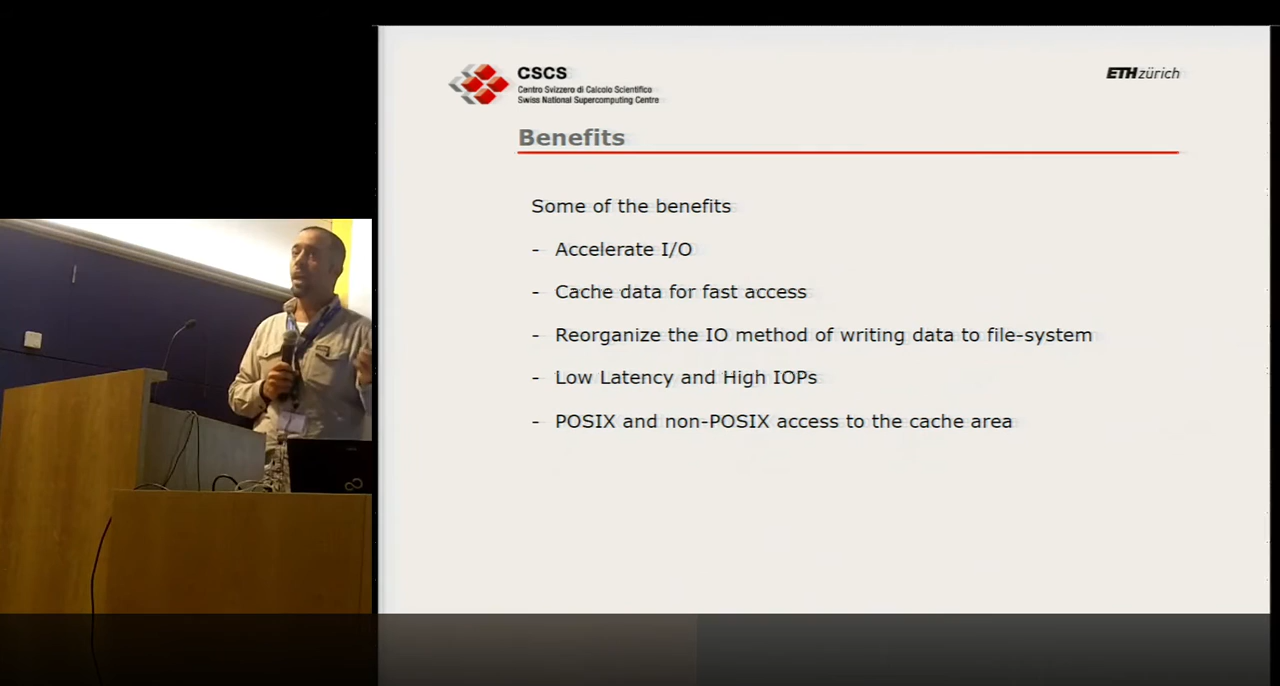 CSCS
Centro Svizzero di Calcolo Scientifico
Swiss National Supercomputing Centre
ETH zürich
Benefits
Some of the benefits
- Accelerate I/O
- Cache data for fast access
- Reorganize the IO method of writing data to file-system
- Low Latency and High IOPs
- POSIX and non-POSIX access to the cache area